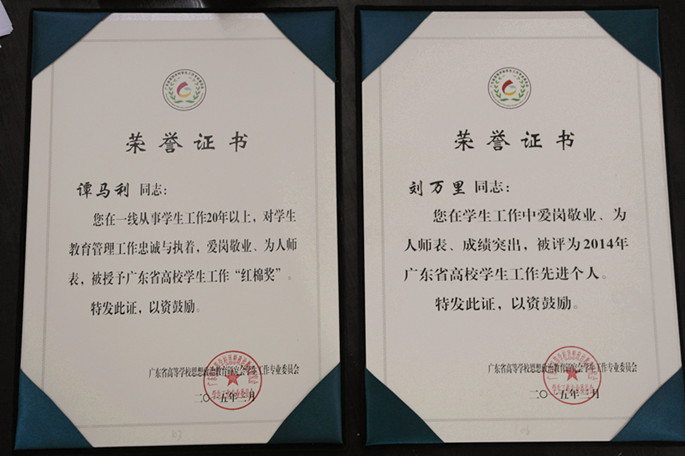 荣誉证书
谭马利 同志：
您在一线从事学生工作20年以上，对学生
教育管理工作忠诚与执着，爱岗敬业、为人师
表，被授予广东省高校学生工作“红棉奖”。
特发此证，以资鼓励。
广东省高等学校思想政治教育研究会学生工作专业委员会
二〇一五年三月
荣誉证书
刘万里 同志：
您在学生工作中爱岗敬业、为
人师表、成绩突出，被评为2014年
广东省高校学生工作先进个人。
特发此证，以资鼓励。
广东省高等学校思想政治教育研究会学生工作专业委员会
二〇一五年三月